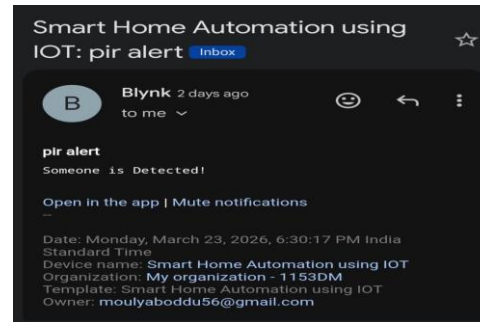 Smart Home Automation using
IOT: pir alert Inbox
B
Blynk 2 days ago
to me
pir alert
Someone is Detected!
Open in the app | Mute notifications
--
Date: Monday, March 23, 2026, 6:30:17 PM India
Standard Time
Device name: Smart Home Automation using IOT
Organization: My organization - 1153DM
Template: Smart Home Automation using IOT
Owner: moulyaboddu56@gmail.com